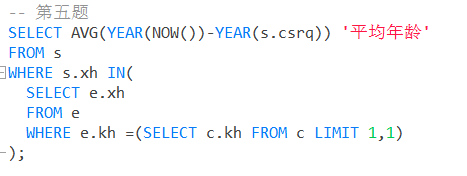 -- 第五题
SELECT AVG(YEAR(NOW())-YEAR(s.csrq)) '平均年龄'
FROM s
WHERE s.xh IN(
SELECT e.xh
FROM e
WHERE e.kh =(SELECT c.kh FROM c LIMIT 1,1)
);